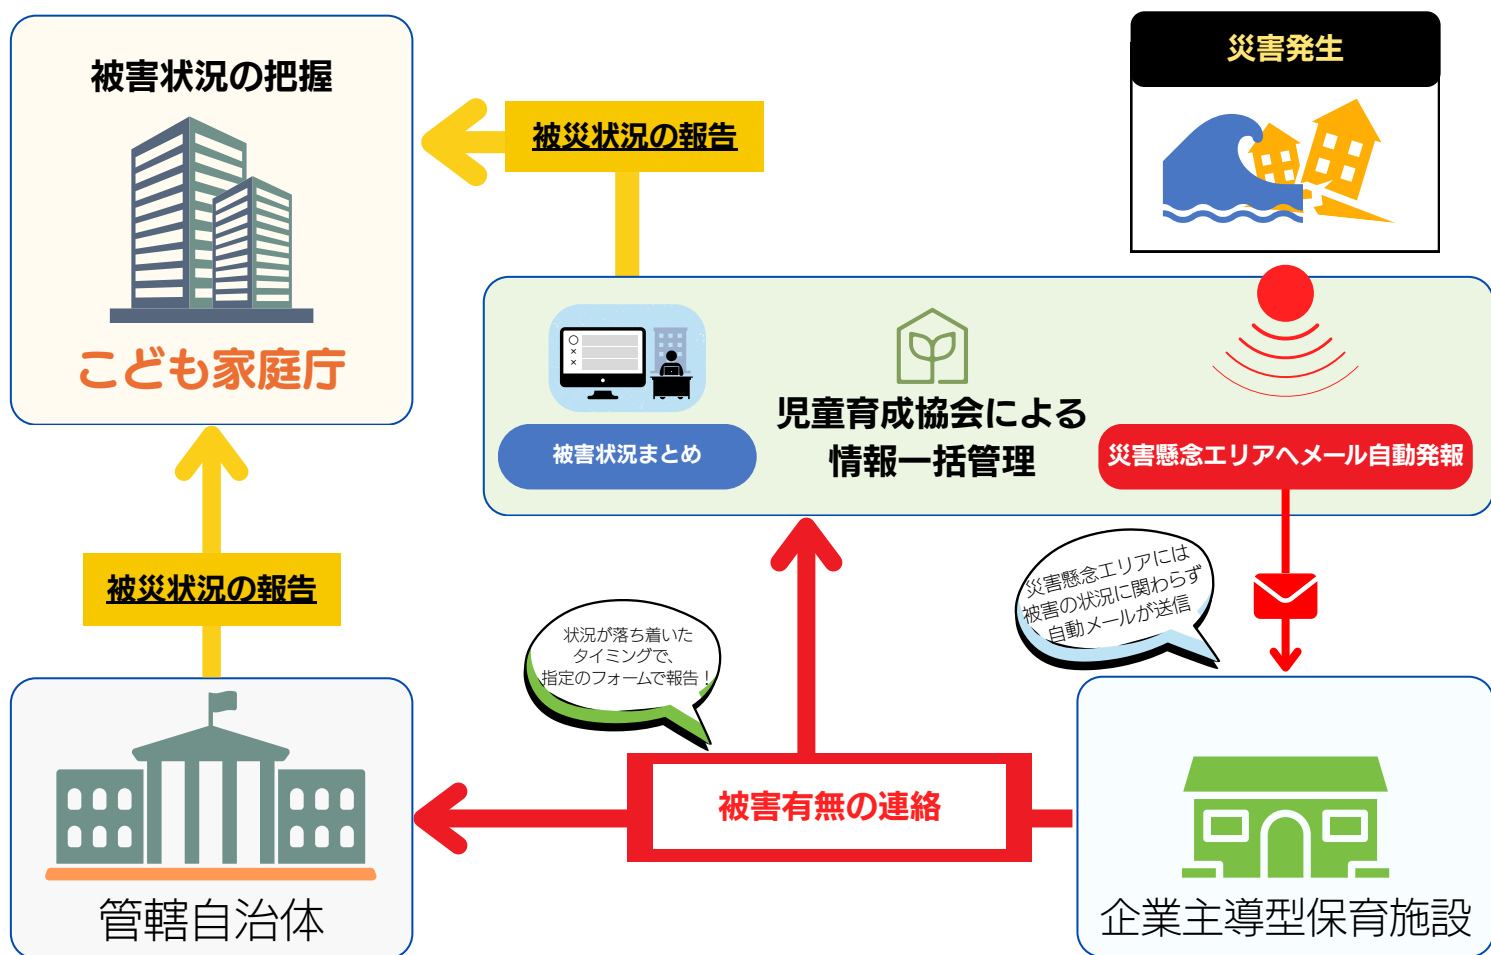 被害状況の把握
こども家庭庁
被災状況の報告
災害発生
被害状況まとめ
児童育成協会による
情報一括管理
災害懸念エリアへメール自動発報
被災状況の報告
状況が落ち着いた
タイミングで、
指定のフォームで報告！
災害懸念エリアには
被害の状況に関わらず
自動メールが送信
被害有無の連絡
管轄自治体
企業主導型保育施設